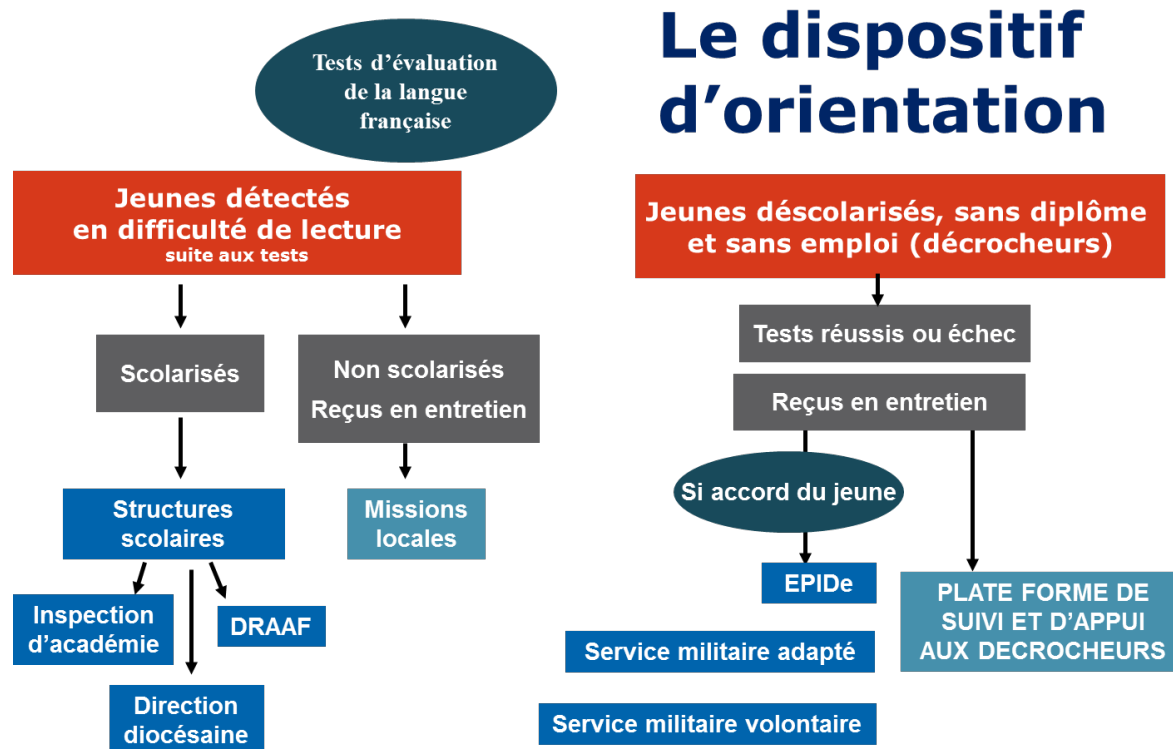 Le dispositif
d'orientation
Tests d'évaluation
de la langue
française
Jeunes détectés
en difficulté de lecture
suite aux tests
Scolarisés
Non scolarisés
Reçus en entretien
Structures
scolaires
Missions
locales
Inspection
d'académie
DRAAF
Direction
diocésaine
Jeunes déscolarisés, sans diplôme
et sans emploi (décrocheurs)
Tests réussis ou échec
Reçus en entretien
Si accord du jeune
EPIDe
Service militaire adapté
Service militaire volontaire
PLATE FORME DE
SUIVI ET D'APPUI
AUX DECROCHEURS